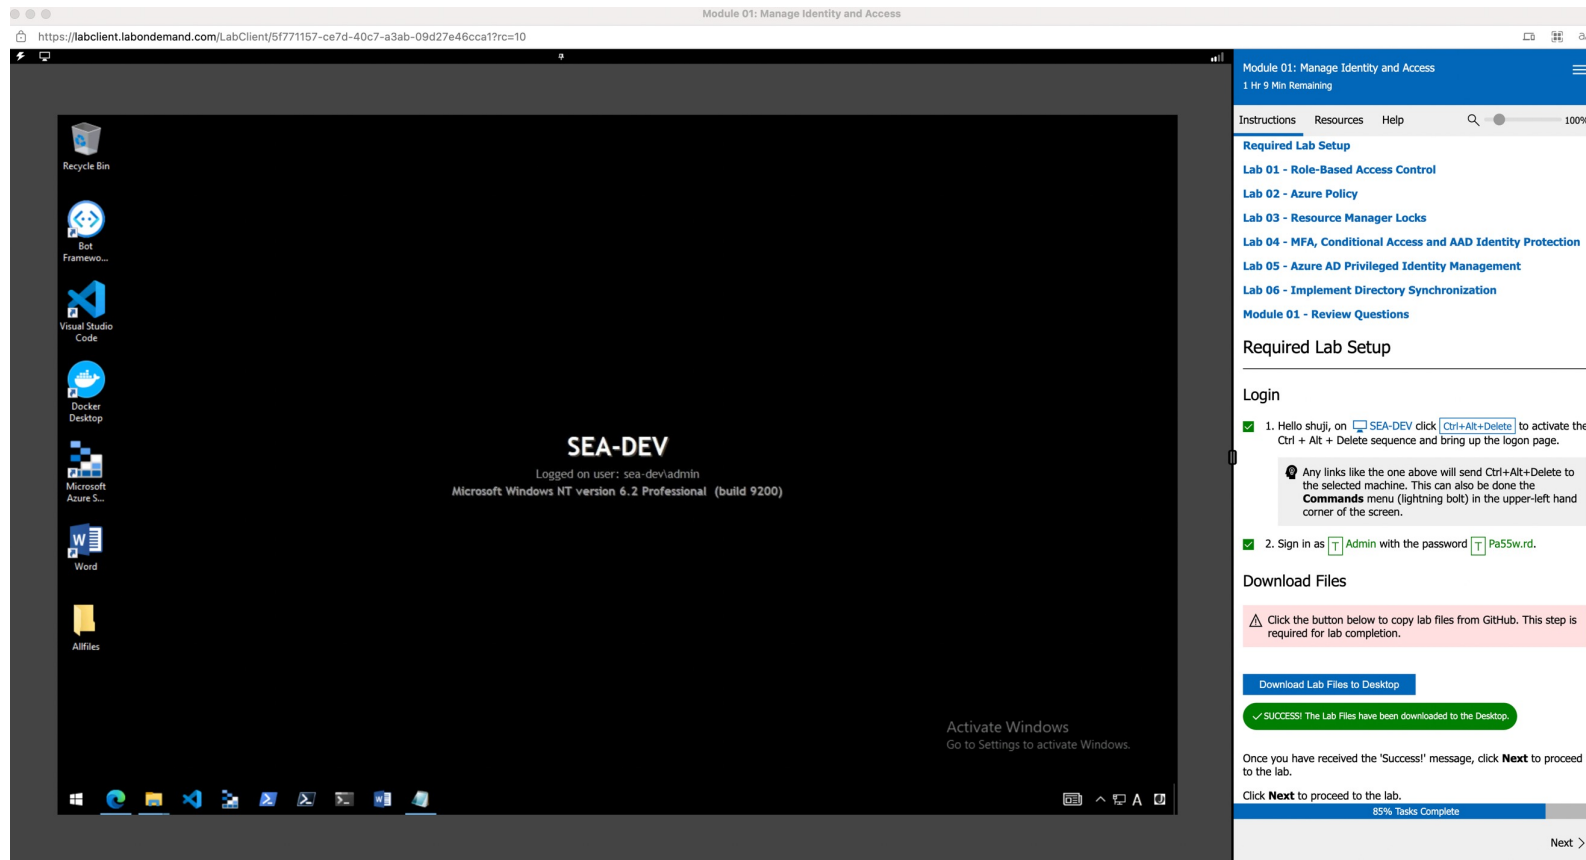 Module 01: Manage Identity and Access
https://labclient.labondemand.com/LabClient/5f771157-ce7d-40c7-a3ab-09d27e46cca1?rc=10
Recycle Bin
Bot
Framewo...
Visual Studio
Code
Docker
Desktop
Microsoft
Azure S...
Word
Allfiles
SEA-DEV
Logged on user: sea-dev\admin
Microsoft Windows NT version 6.2 Professional (build 9200)
Activate Windows
Go to Settings to activate Windows.
A
Module 01: Manage Identity and Access
1 Hr 9 Min Remaining
Instructions Resources Help 100%
Required Lab Setup
Lab 01 - Role-Based Access Control
Lab 02 - Azure Policy
Lab 03 - Resource Manager Locks
Lab 04 - MFA, Conditional Access and AAD Identity Protection
Lab 05 - Azure AD Privileged Identity Management
Lab 06 - Implement Directory Synchronization
Module 01 - Review Questions
Required Lab Setup
Login
1. Hello shuji, on SEA-DEV click Ctrl+Alt+Delete to activate the
Ctrl + Alt + Delete sequence and bring up the logon page.
Any links like the one above will send Ctrl+Alt+Delete to
the selected machine. This can also be done the
Commands menu (lightning bolt) in the upper-left hand
corner of the screen.
2. Sign in as T Admin with the password T Pa55w.rd.
Download Files
Click the button below to copy lab files from GitHub. This step is
required for lab completion.
Download Lab Files to Desktop
SUCCESS! The Lab Files have been downloaded to the Desktop.
Once you have received the 'Success!' message, click Next to proceed
to the lab.
Click Next to proceed to the lab.
85% Tasks Complete
Next